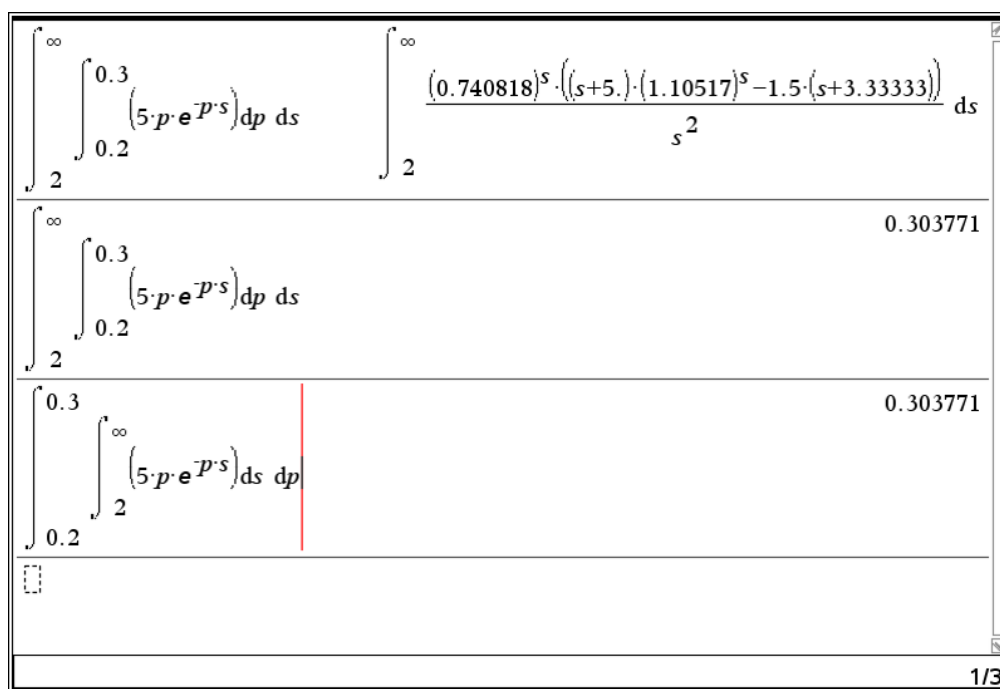 ∫_2^∞ ∫_0.2^0.3 (5·p·e^(-p·s))dp ds
∫_2^∞ ((0.740818)^s·((s+5.)·(1.10517)^s−1.5·(s+3.33333)))/s^2 ds
∫_2^∞ ∫_0.2^0.3 (5·p·e^(-p·s))dp ds
0.303771
∫_0.2^0.3 ∫_2^∞ (5·p·e^(-p·s))ds dp
0.303771
1/3